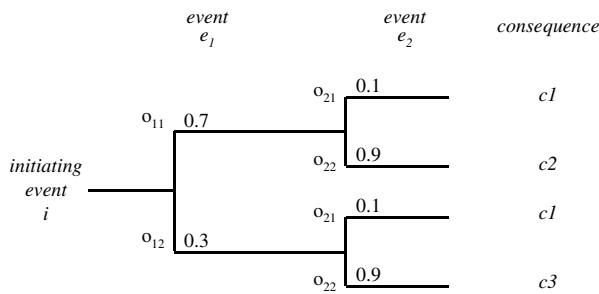 event
e1
event
e2
consequence
o21 0.1
c1
o11 0.7
o22 0.9
c2
initiating
event
i
o21 0.1
c1
o12 0.3
o22 0.9
c3